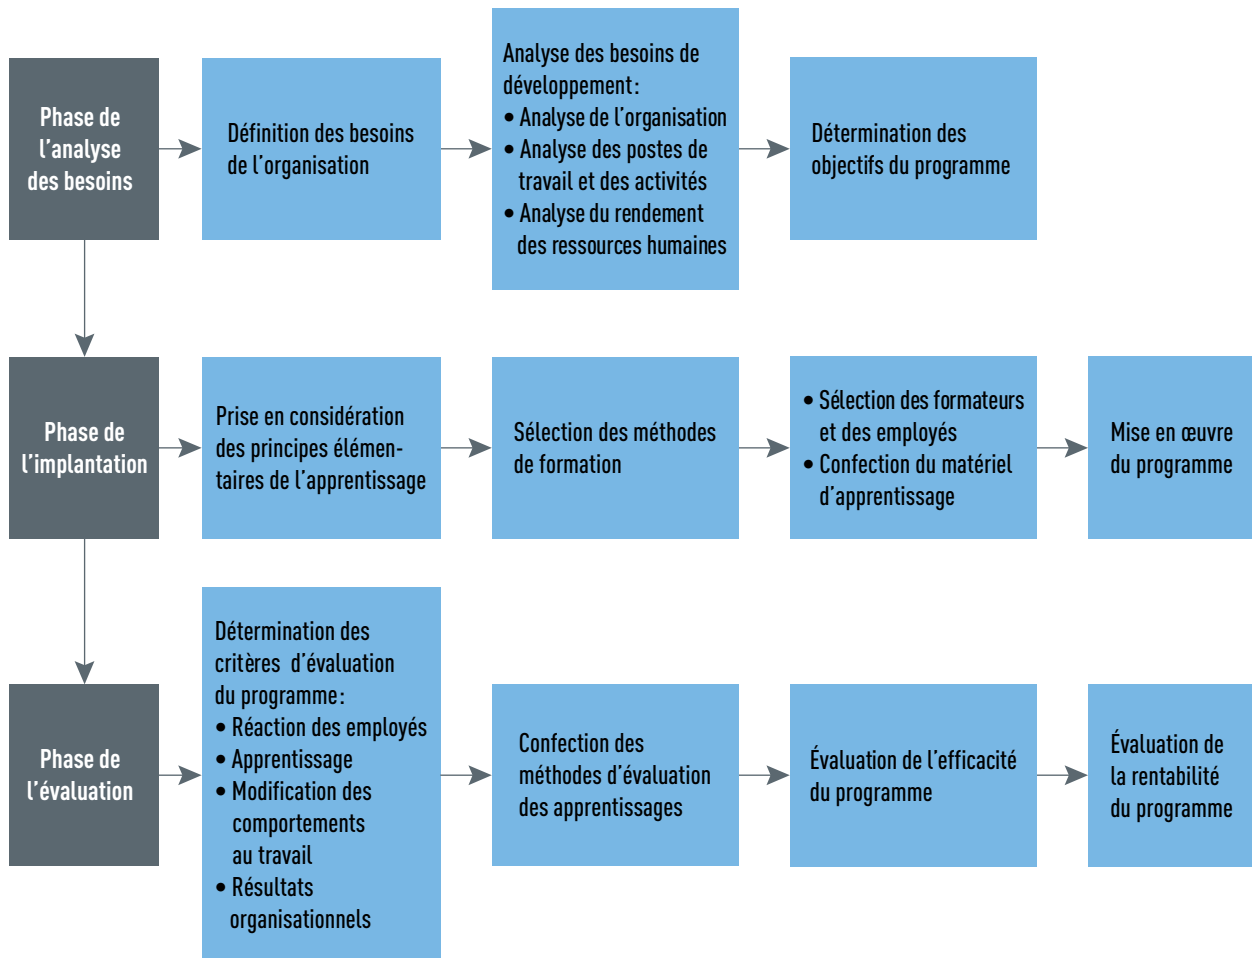 Phase de
l'analyse
des besoins
Définition des besoins
de l'organisation
Analyse des besoins de
développement :
• Analyse de l'organisation
• Analyse des postes de
travail et des activités
• Analyse du rendement
des ressources humaines
Détermination des
objectifs du programme
Phase de
l'implantation
Prise en considération
des principes élémen-
taires de l'apprentissage
Sélection des méthodes
de formation
• Sélection des formateurs
et des employés
• Confection du matériel
d'apprentissage
Mise en œuvre
du programme
Phase de
l'évaluation
Détermination des
critères d'évaluation
du programme :
• Réaction des employés
• Apprentissage
• Modification des
comportements
au travail
• Résultats
organisationnels
Confection des
méthodes d'évaluation
des apprentissages
Évaluation de l'efficacité
du programme
Évaluation de
la rentabilité
du programme